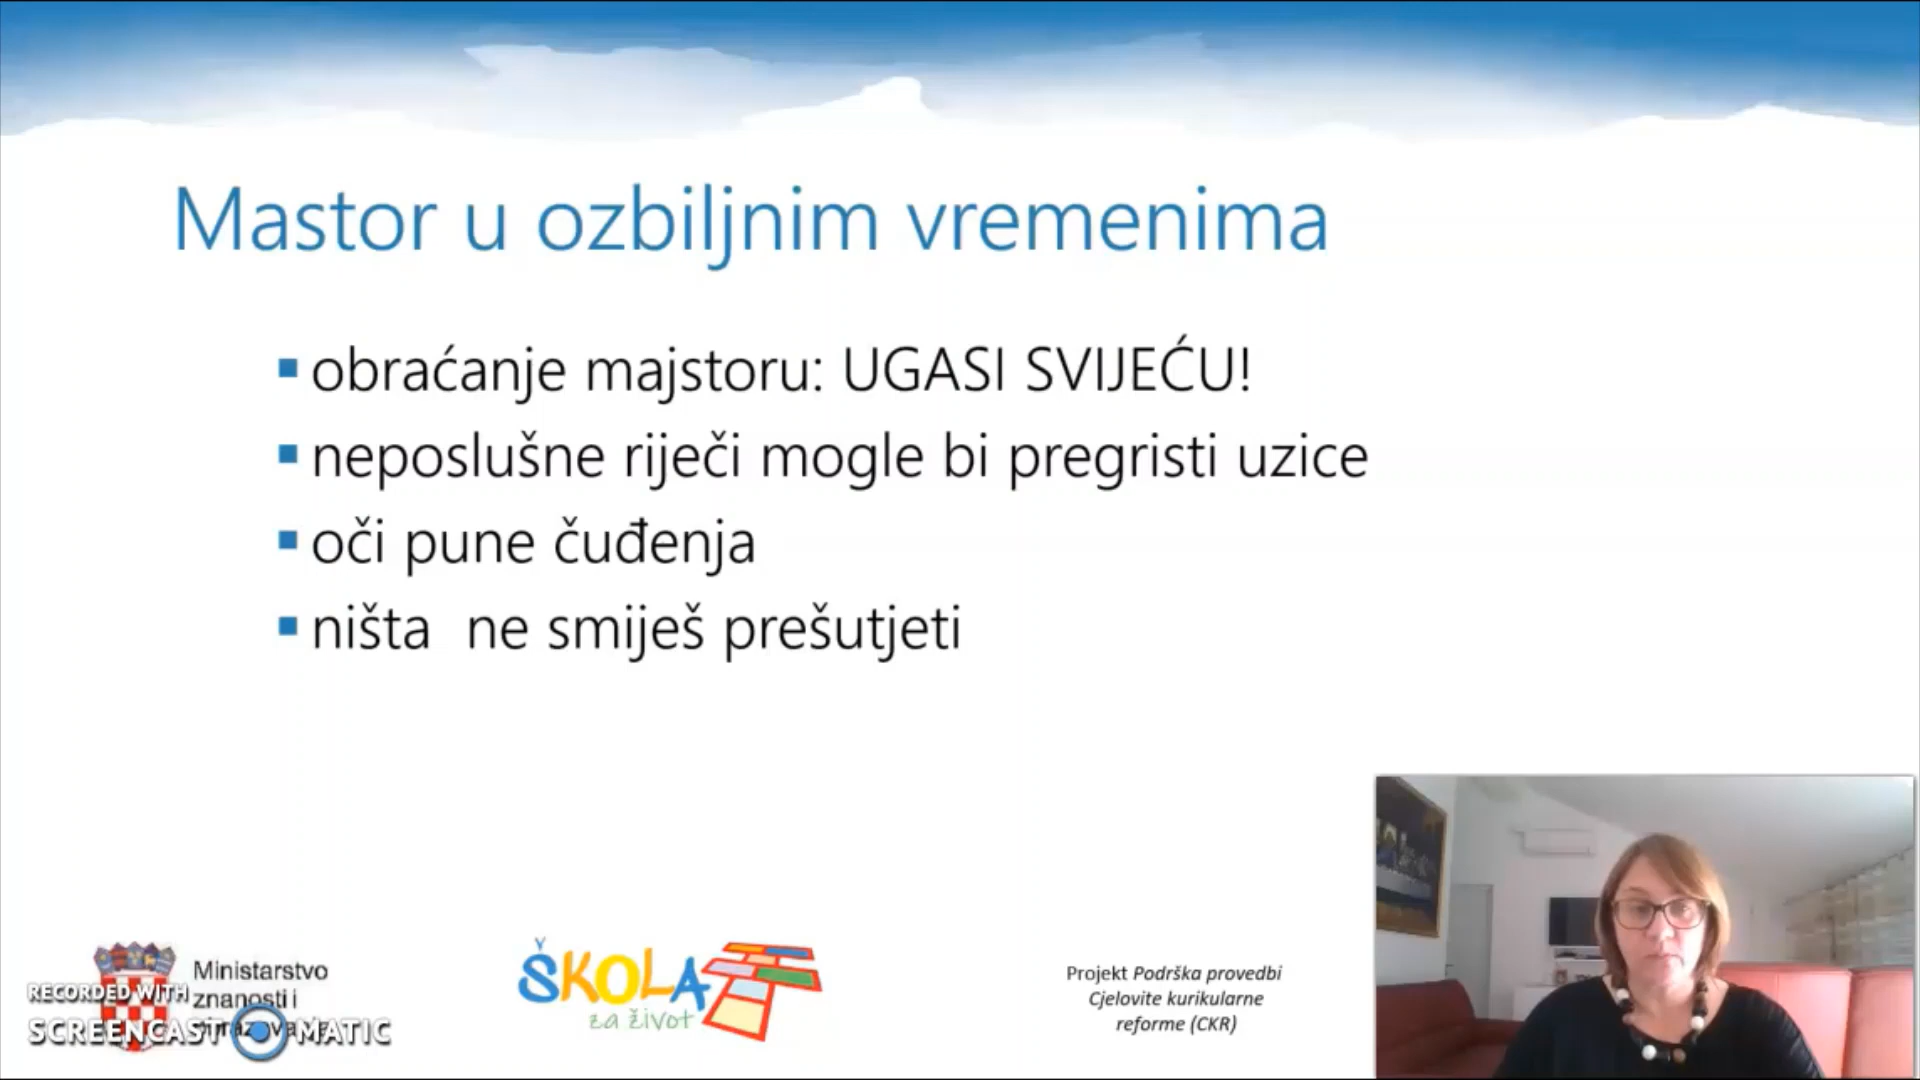 Mastor u ozbiljnim vremenima
obraćanje majstoru: UGASI SVIJEĆU!
neposlušne riječi mogle bi pregristi uzice
oči pune čuđenja
ništa  ne smiješ prešutjeti
Ministarstvo
znanosti i
RECORDED WITH
SCREENCAST MATIC
ŠKOLA
za život
Projekt Podrška provedbi
Cjelovite kurikularne
reforme (CKR)